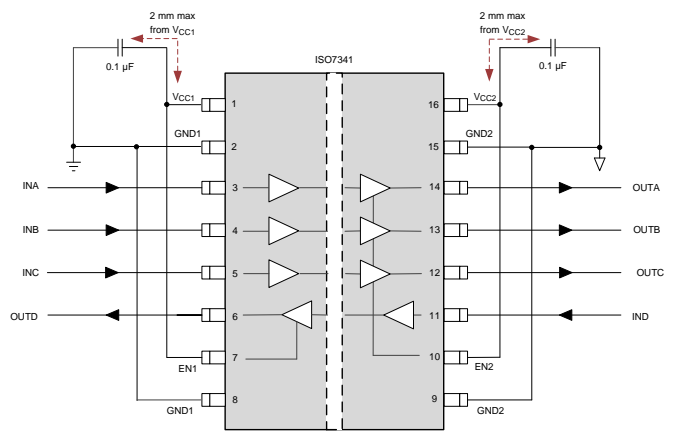 2 mm max
from VCC1
2 mm max
from VCC2
0.1 µF
0.1 µF
ISO7341
VCC1
1
16
VCC2
GND1
2
15
GND2
INA
3
14
OUTA
INB
4
13
OUTB
INC
5
12
OUTC
OUTD
6
11
IND
EN1
7
10
EN2
GND1
8
9
GND2